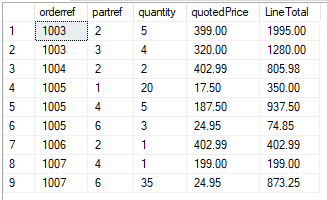 orderref partref quantity quotedPrice LineTotal
1 1003 2 5 399.00 1995.00
2 1003 3 4 320.00 1280.00
3 1004 2 2 402.99 805.98
4 1005 1 20 17.50 350.00
5 1005 4 5 187.50 937.50
6 1005 6 3 24.95 74.85
7 1006 2 1 402.99 402.99
8 1007 4 1 199.00 199.00
9 1007 6 35 24.95 873.25